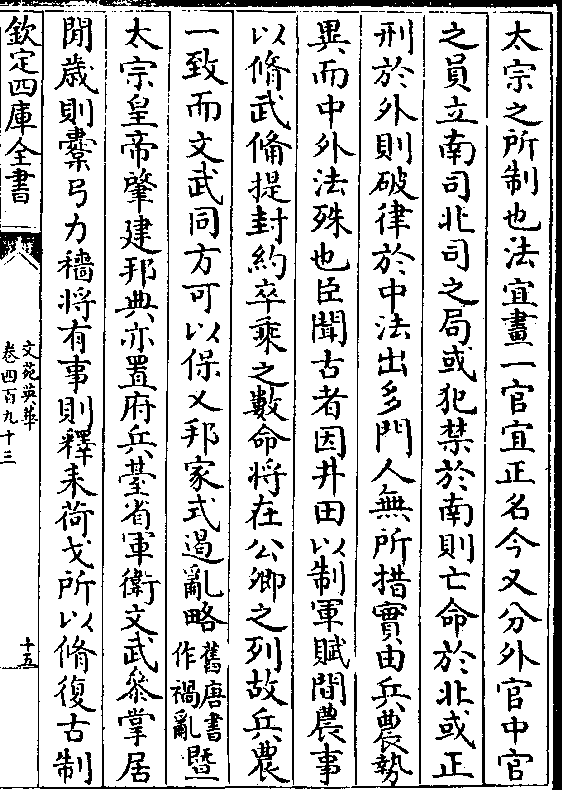 太宗之所制也法宜畫一官宜正名今又分外官中官
之員立南司北司之局或犯禁於南則亡命於北或正
刑於外則破律於中法出多門人無所措實由兵農勢
異而中外法殊也臣聞古者因井田以制軍賦間農事
以脩武備提封約卒乘之數命將在公卿之列故兵農
一致而文武同方可以保乂邦家式遏亂略舊唐書作禍亂暨
太宗皇帝肇建邦典亦置府兵臺省軍衛文武叅掌居
閒歲則櫜弓力穡將有事則釋耒荷戈所以脩復古制
欽定四庫全書
文苑英華
卷四百九十三
十五